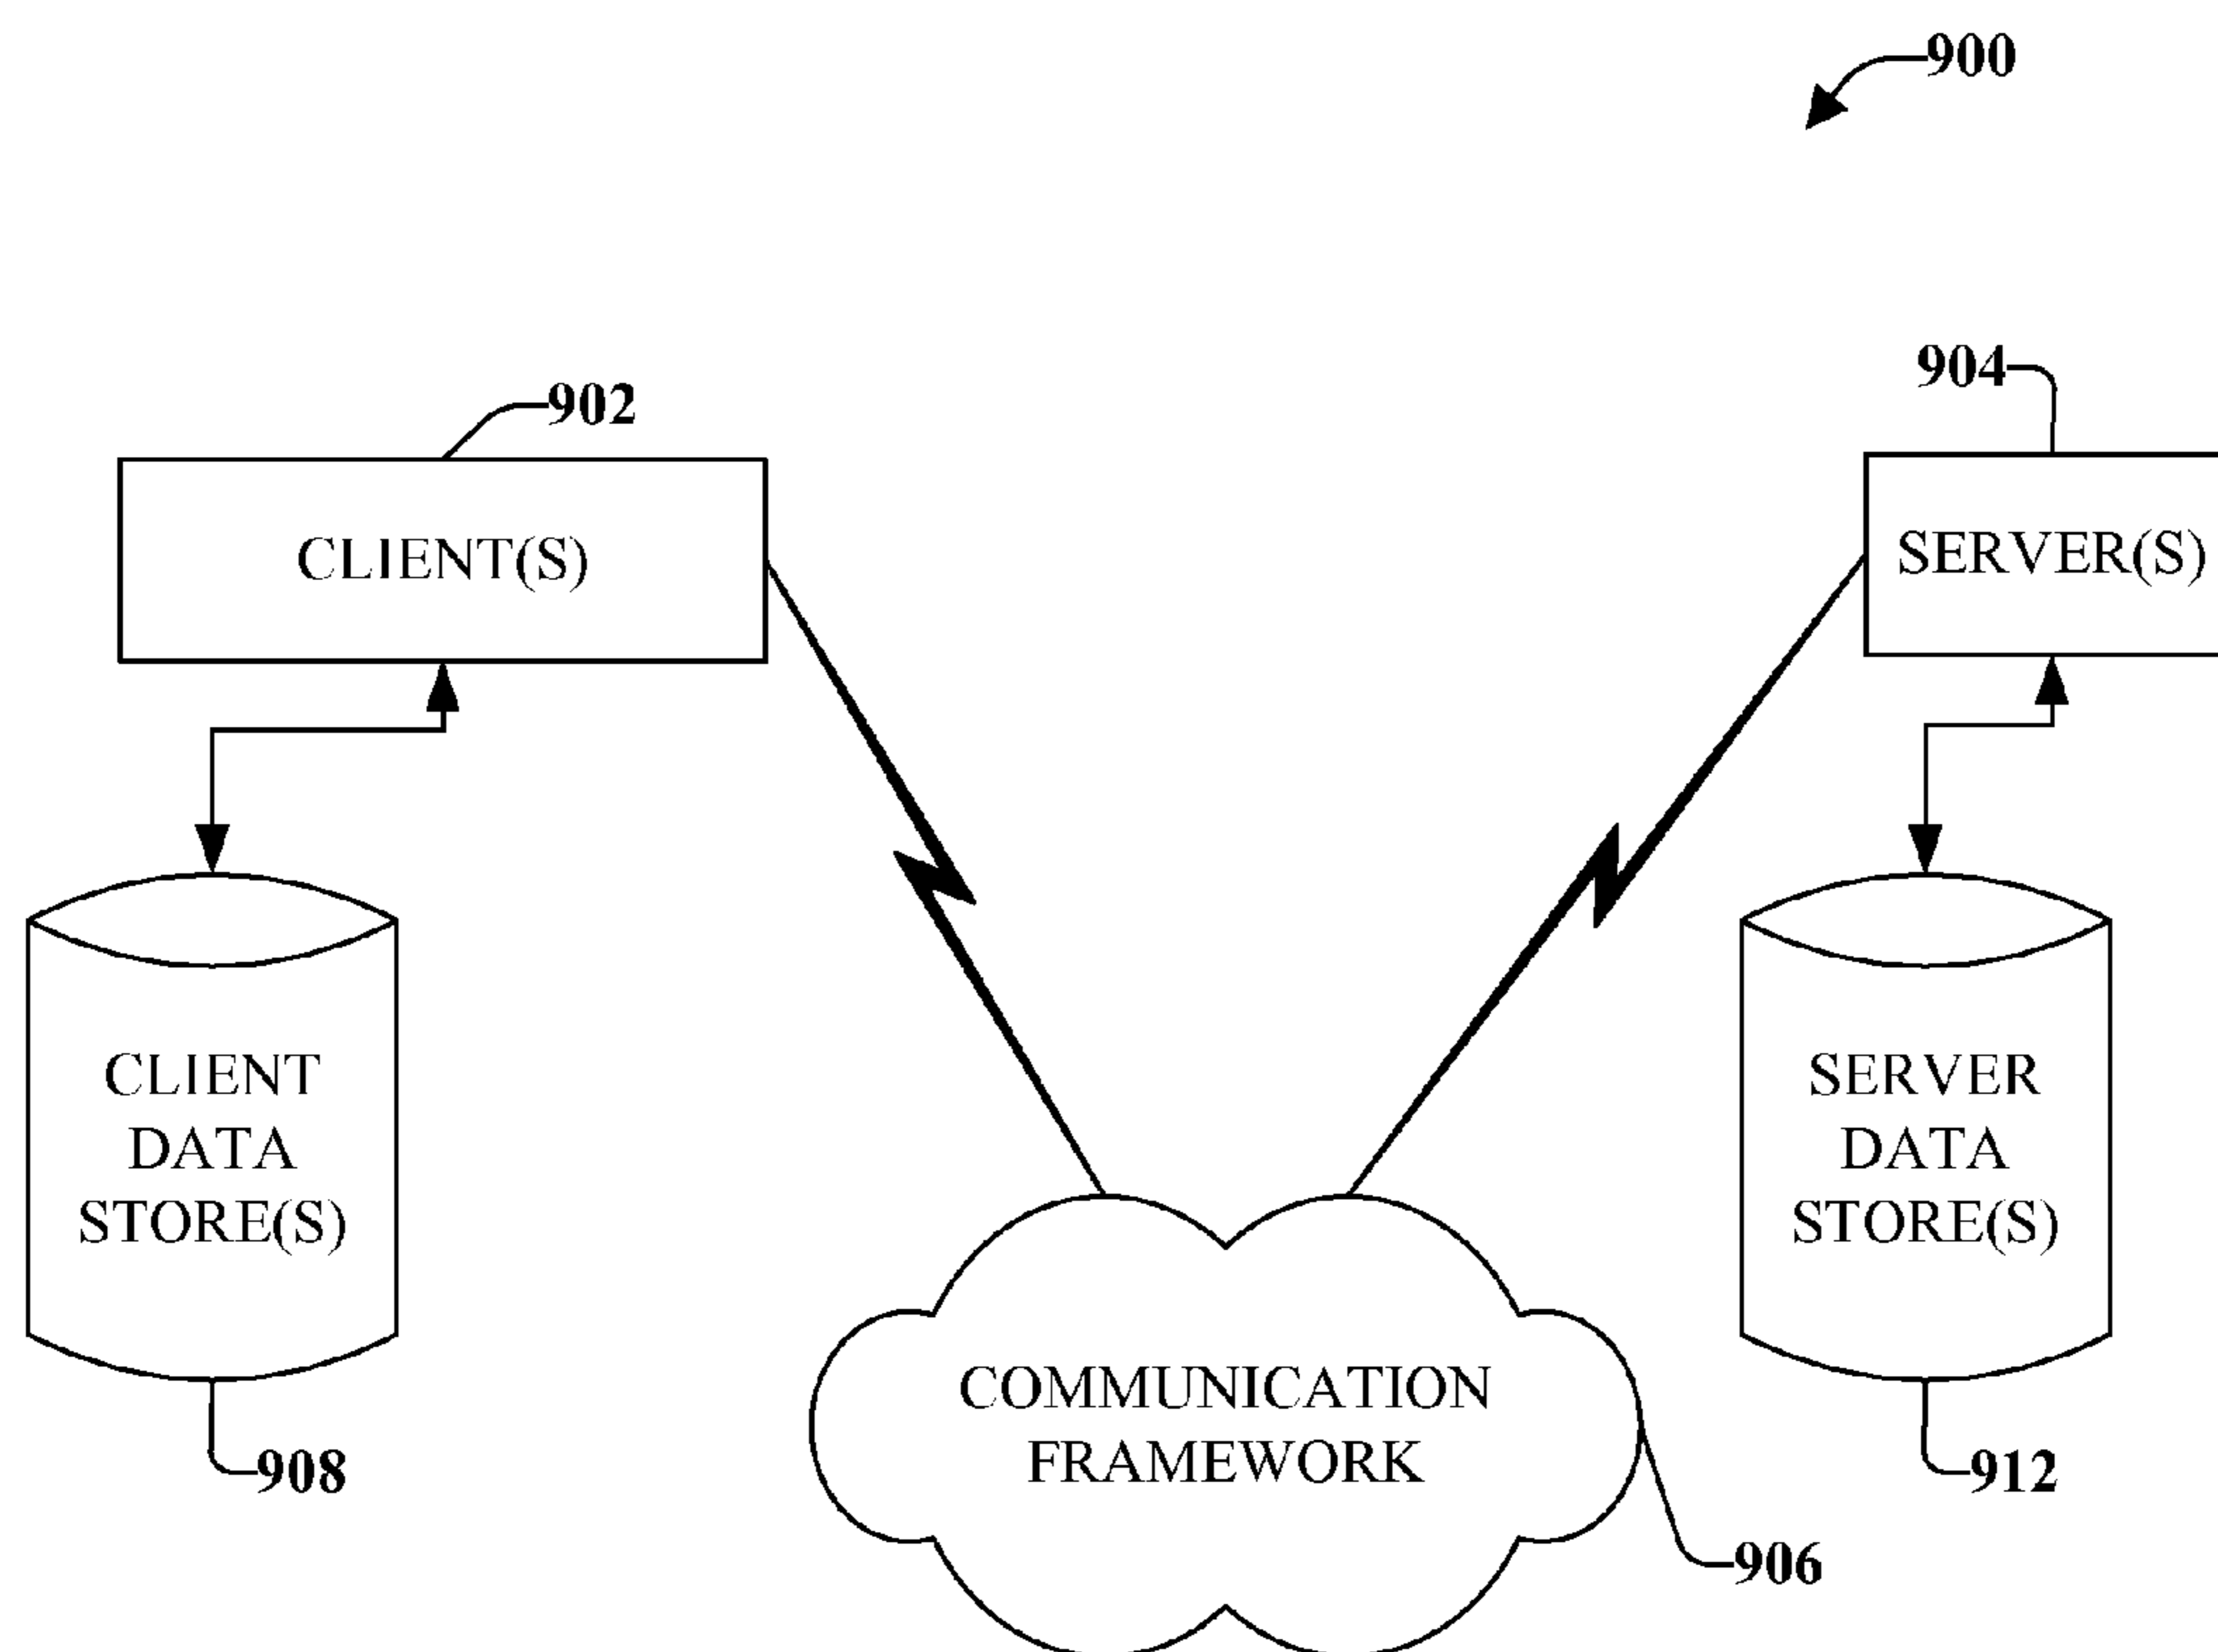 900
902
904
CLIENT(S)
SERVER(S)
CLIENT
DATA
STORE(S)
SERVER
DATA
STORE(S)
COMMUNICATION
FRAMEWORK
908
912
906